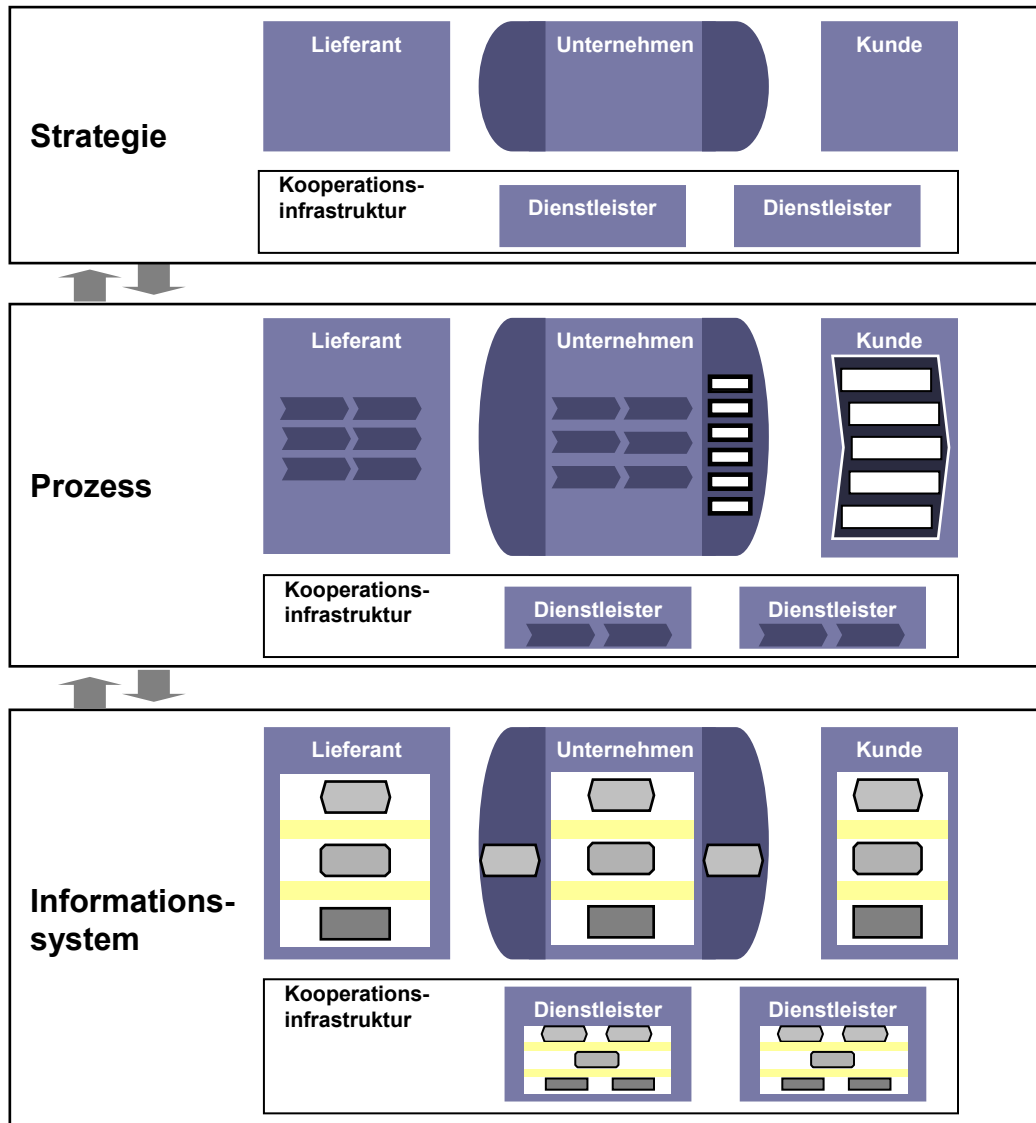 Lieferant
Unternehmen
Kunde
Strategie
Kooperations-
infrastruktur
Dienstleister
Dienstleister
Lieferant
Unternehmen
Kunde
Prozess
Kooperations-
infrastruktur
Dienstleister
Dienstleister
Lieferant
Unternehmen
Kunde
Informations-
system
Kooperations-
infrastruktur
Dienstleister
Dienstleister